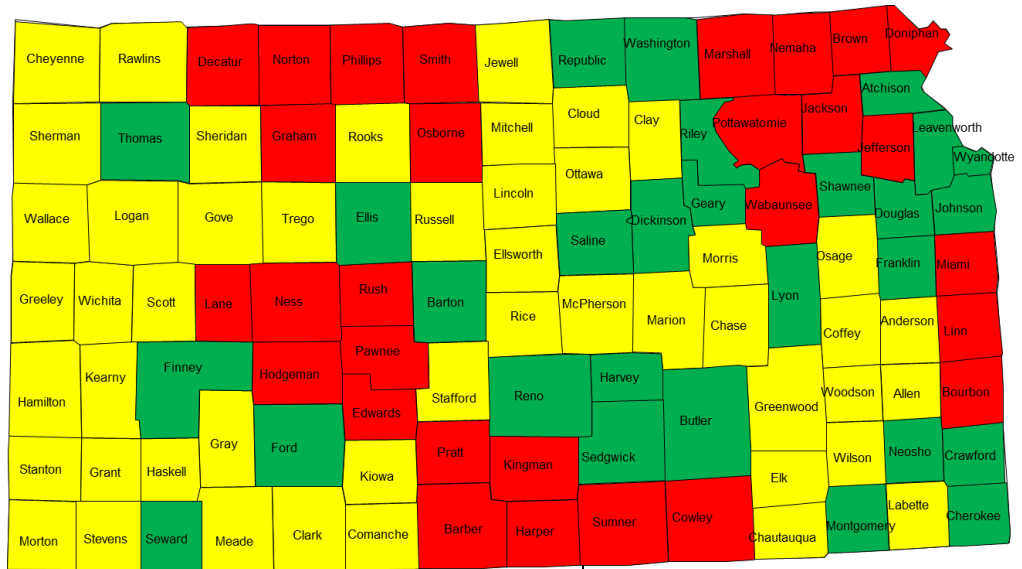 Cheyenne
Rawlins
Decatur
Norton
Phillips
Smith
Jewell
Republic
Washington
Marshall
Nemaha
Brown
Doniphan
Sherman
Thomas
Sheridan
Graham
Rooks
Osborne
Mitchell
Cloud
Clay
Riley
Pottawatomie
Jackson
Atchison
Jefferson
Leavenworth
Wyandotte
Wallace
Logan
Gove
Trego
Ellis
Russell
Lincoln
Ottawa
Saline
Dickinson
Geary
Wabaunsee
Shawnee
Douglas
Johnson
Greeley
Wichita
Scott
Lane
Ness
Rush
Barton
Ellsworth
Rice
McPherson
Marion
Morris
Chase
Lyon
Osage
Franklin
Miami
Coffey
Anderson
Linn
Hamilton
Kearny
Finney
Hodgeman
Pawnee
Edwards
Stafford
Reno
Harvey
Sedgwick
Butler
Greenwood
Woodson
Allen
Bourbon
Stanton
Grant
Haskell
Gray
Ford
Kiowa
Pratt
Kingman
Elk
Wilson
Neosho
Crawford
Morton
Stevens
Seward
Meade
Clark
Comanche
Barber
Harper
Sumner
Cowley
Chautauqua
Montgomery
Labette
Cherokee